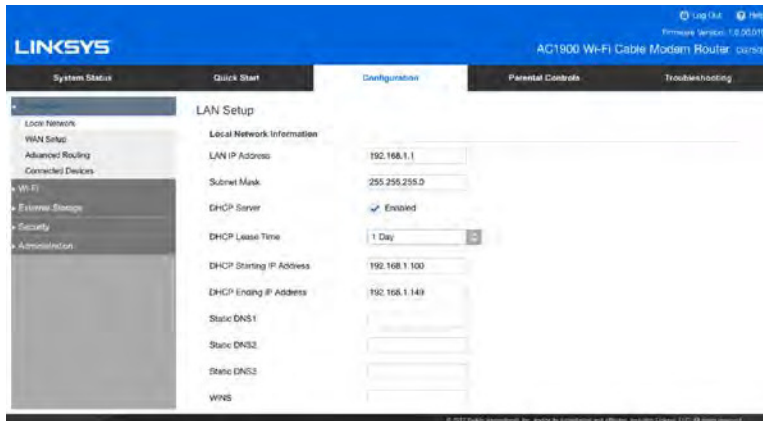 Log Out Help
Firmware Version: 1.0.00.01
LINKSYS
AC1900 Wi-Fi Cable Modem Router
System Status Quick Start Configuration Parental Controls Troubleshooting
LAN Setup
Local Network
Local Network Information
WAN Setup
Advanced Routing
LAN IP Address 192.168.1.1
Connected Devices
Subnet Mask 255.255.255.0
Wi-Fi
External Storage
DHCP Server Enabled
Security
DHCP Lease Time 1 Day
Administration
DHCP Starting IP Address 192.168.1.100
DHCP Ending IP Address 192.168.1.149
Static DNS1
Static DNS2
Static DNS3
WINS